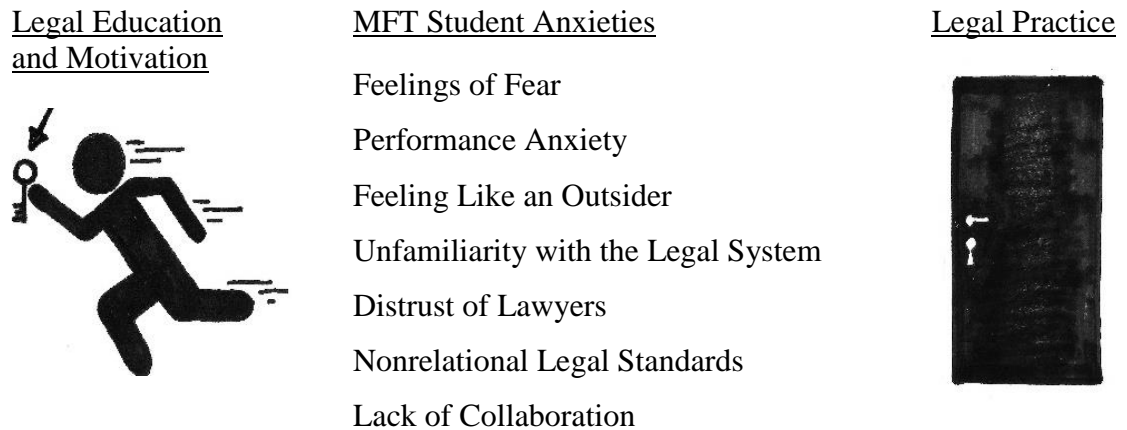 Legal Education
and Motivation
MFT Student Anxieties
Feelings of Fear
Performance Anxiety
Feeling Like an Outsider
Unfamiliarity with the Legal System
Distrust of Lawyers
Nonrelational Legal Standards
Lack of Collaboration
Legal Practice